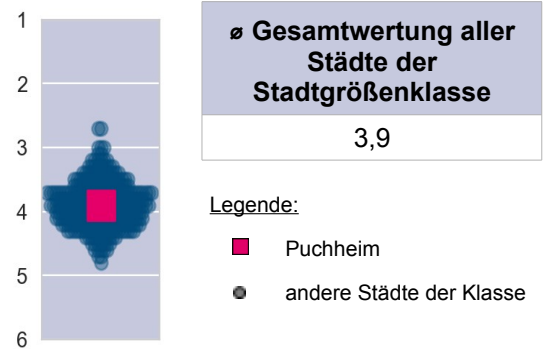 1
2
3
4
5
6
ø Gesamtwertung aller
Städte der
Stadtgrößenklasse
3,9
Legende:
Puchheim
andere Städte der Klasse